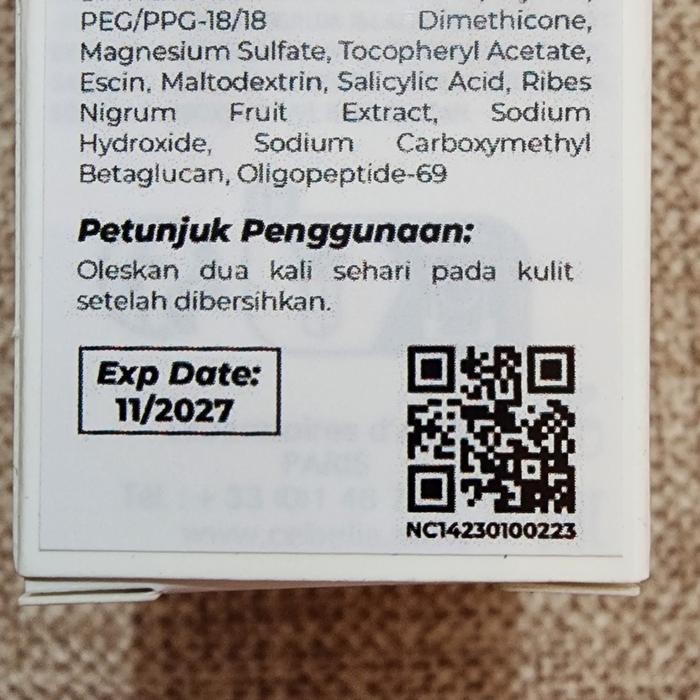 PEG/PPG-18/18 Dimethicone,
Magnesium Sulfate, Tocopheryl Acetate,
Escin, Maltodextrin, Salicylic Acid, Ribes
Nigrum Fruit Extract, Sodium
Hydroxide, Sodium Carboxymethyl
Betaglucan, Oligopeptide-69
Petunjuk Penggunaan:
Oleskan dua kali sehari pada kulit
setelah dibersihkan.
Exp Date:
11/2027
NC14230100223
PARIS